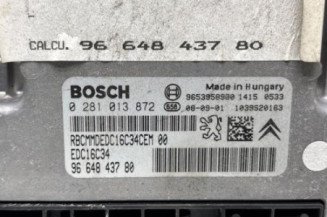 CALCU. 96 648 437 80
BOSCH
Made in Hungary
0 281 013 872
9653958980 1415 0533
658
08-09-01 1039S20163
RBCMMDEDC16C34CEM 00
EDC16C34
96 648 437 80